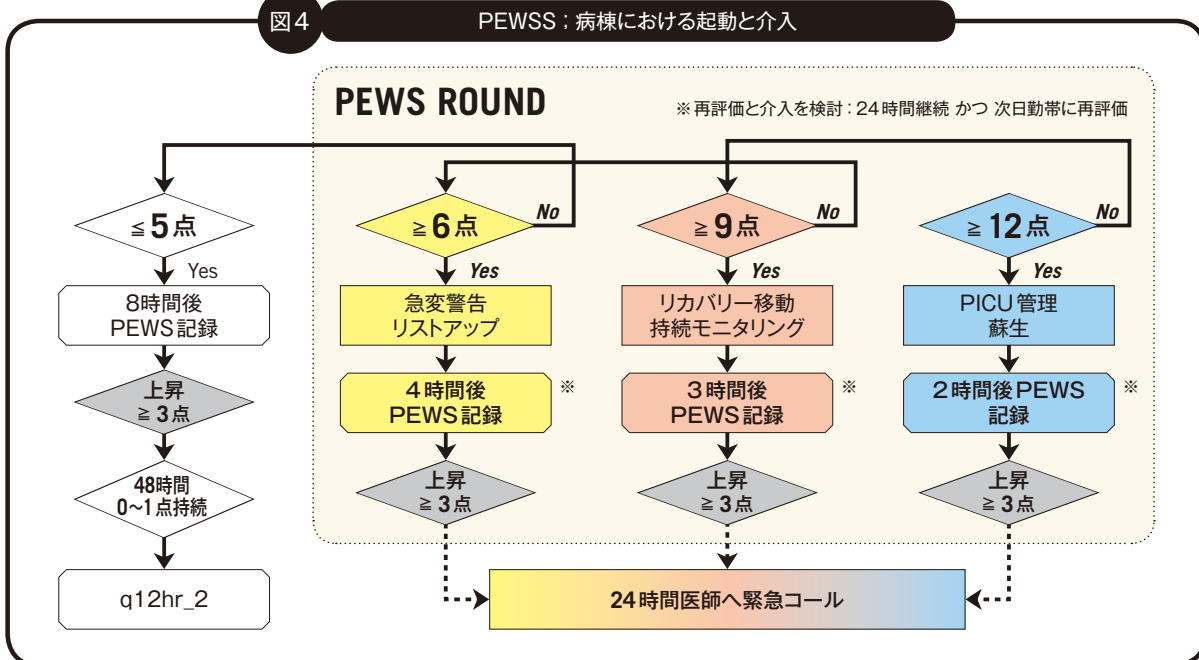 図4
PEWSS；病棟における起動と介入
PEWS ROUND
※再評価と介入を検討：24時間継続 かつ 次日勤帯に再評価
≦5点
Yes
8時間後
PEWS記録
上昇
≧3点
48時間
0〜1点持続
q12hr_2
≧6点
No
Yes
急変警告
リストアップ
4時間後
PEWS記録
※
上昇
≧3点
≧9点
No
Yes
リカバリー移動
持続モニタリング
3時間後
PEWS記録
※
上昇
≧3点
≧12点
No
Yes
PICU管理
蘇生
2時間後PEWS
記録
※
上昇
≧3点
24時間医師へ緊急コール